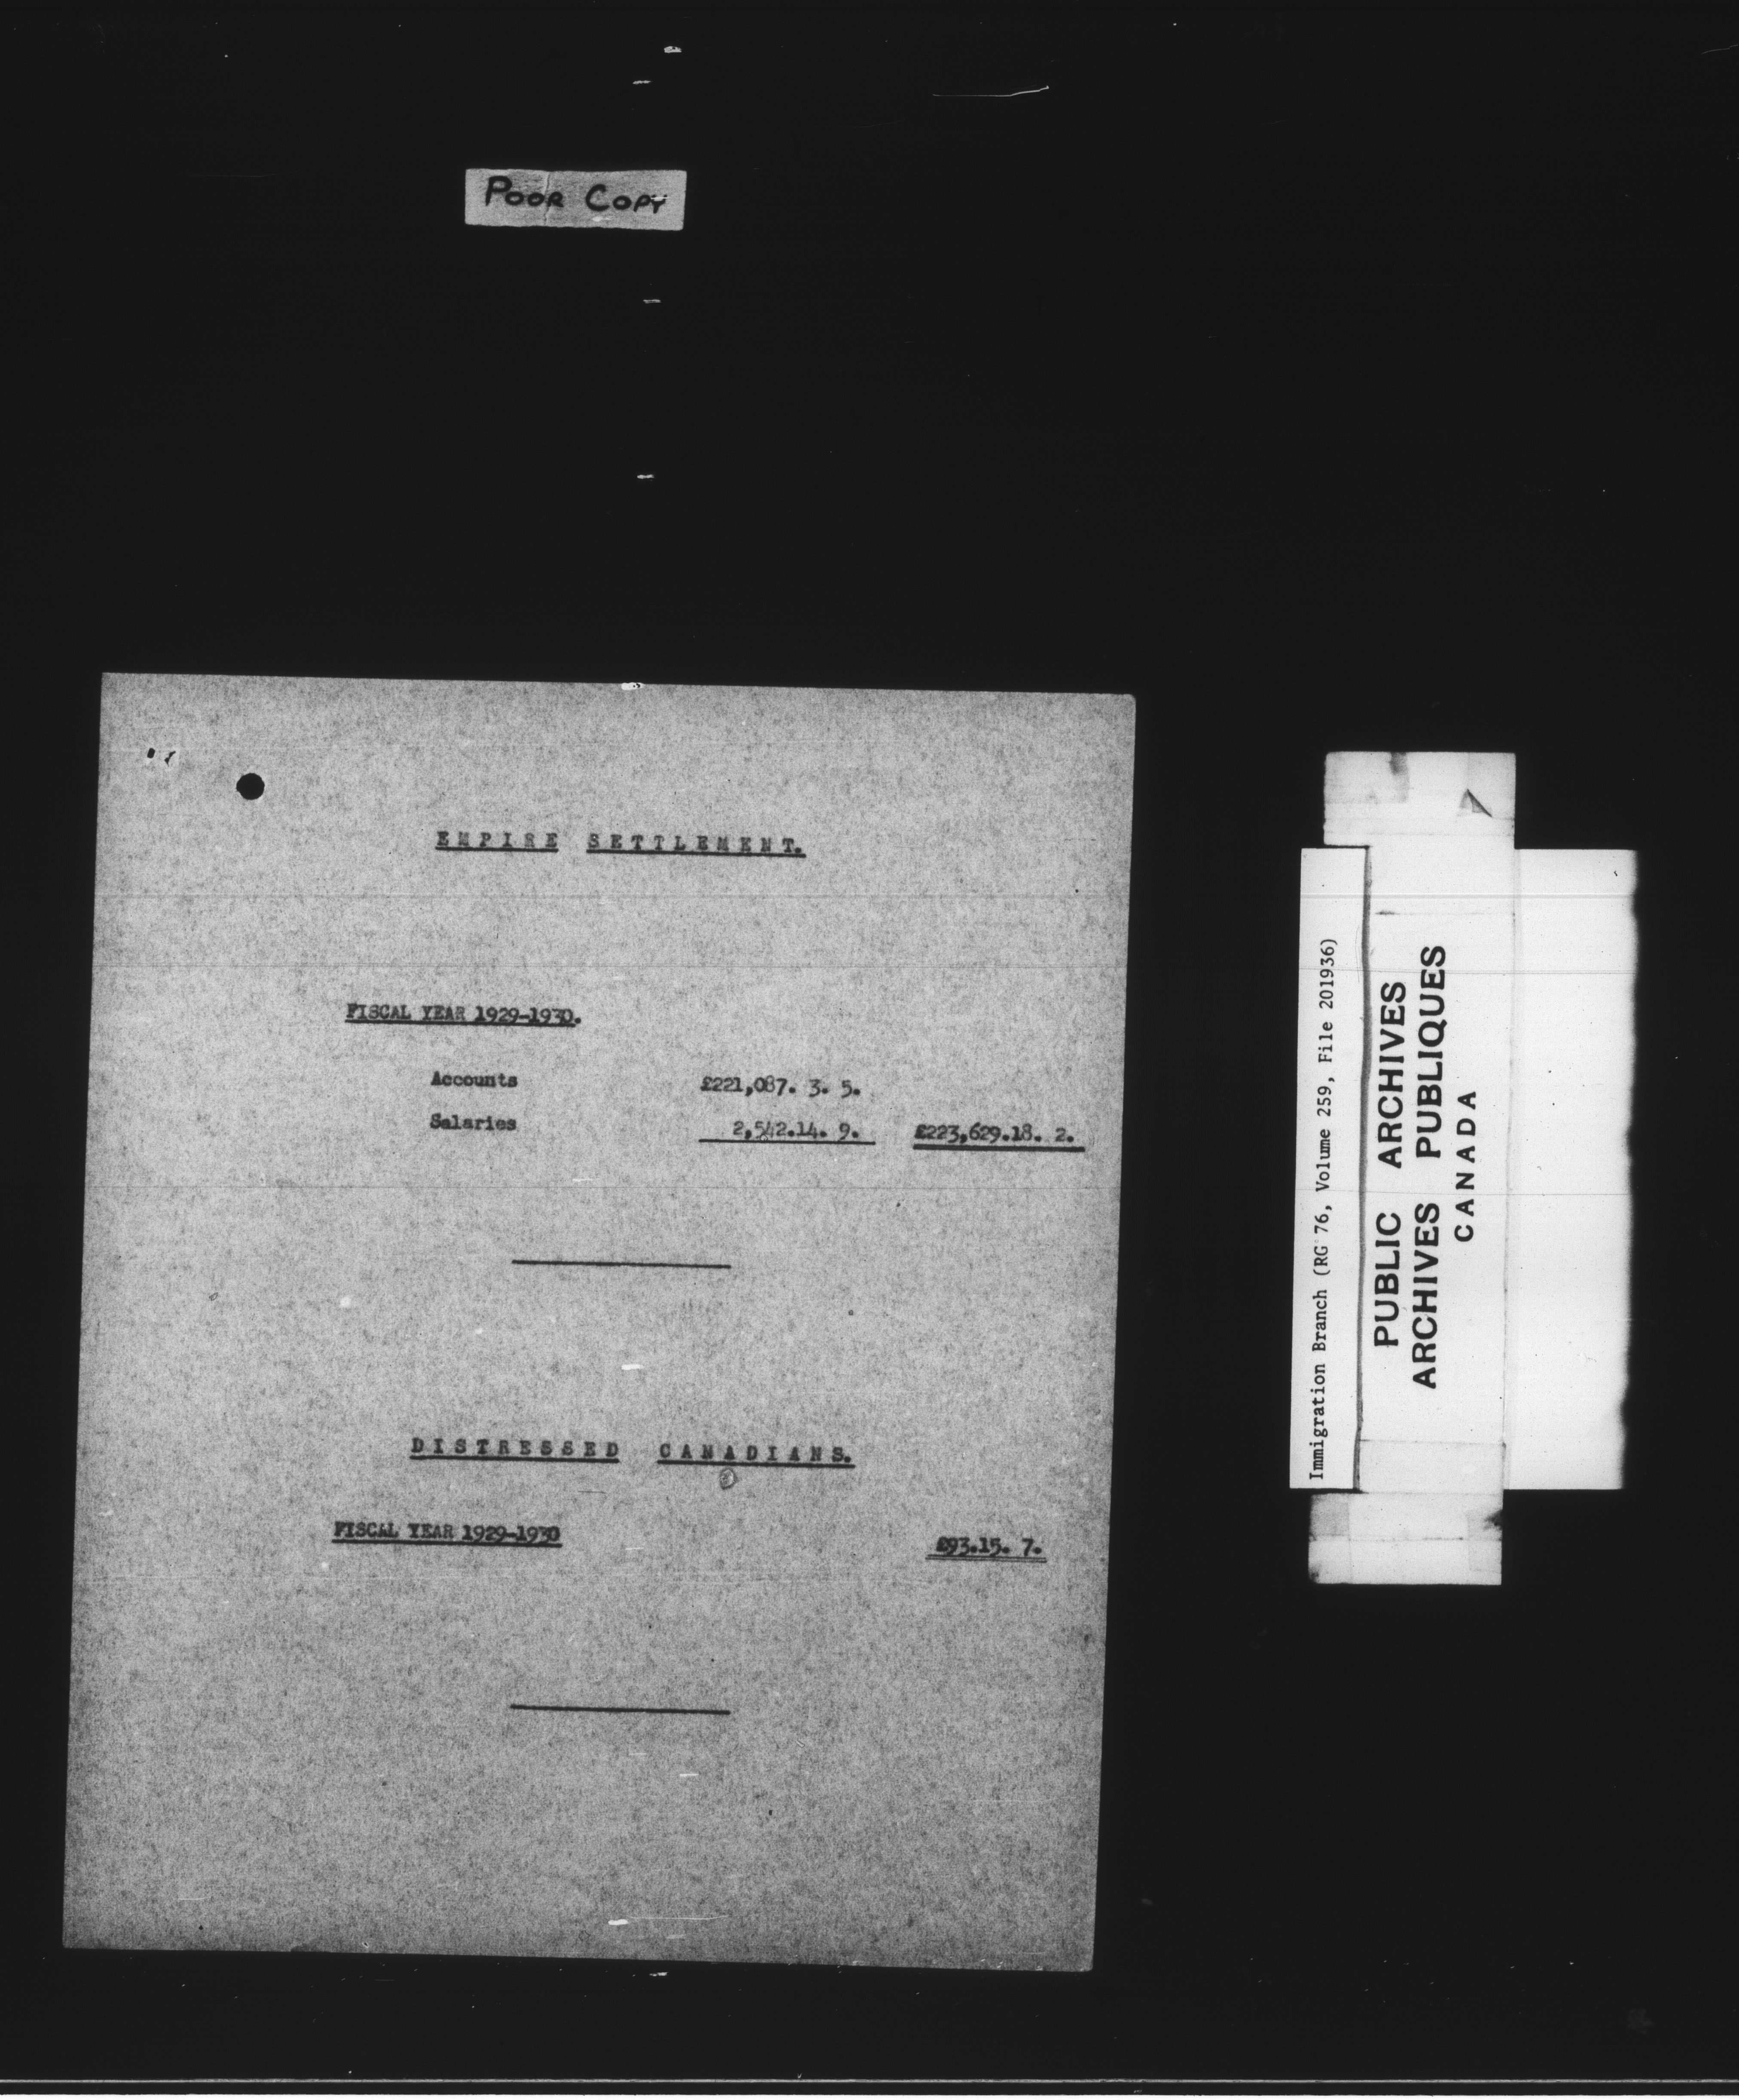 POOR COPY
EMPIRE SETTLEMENT.
FISCAL YEAR 1929-1930.
Accounts £221,087. 3. 5.
Salaries 2,542.14. 9. £223,629.18. 2.
DISTRESSED CANADIANS.
FISCAL YEAR 1929-1930 £93.15. 7.
Immigration Branch (RG 76, Volume 259, File 201936)
PUBLIC ARCHIVES
ARCHIVES PUBLIQUES
CANADA